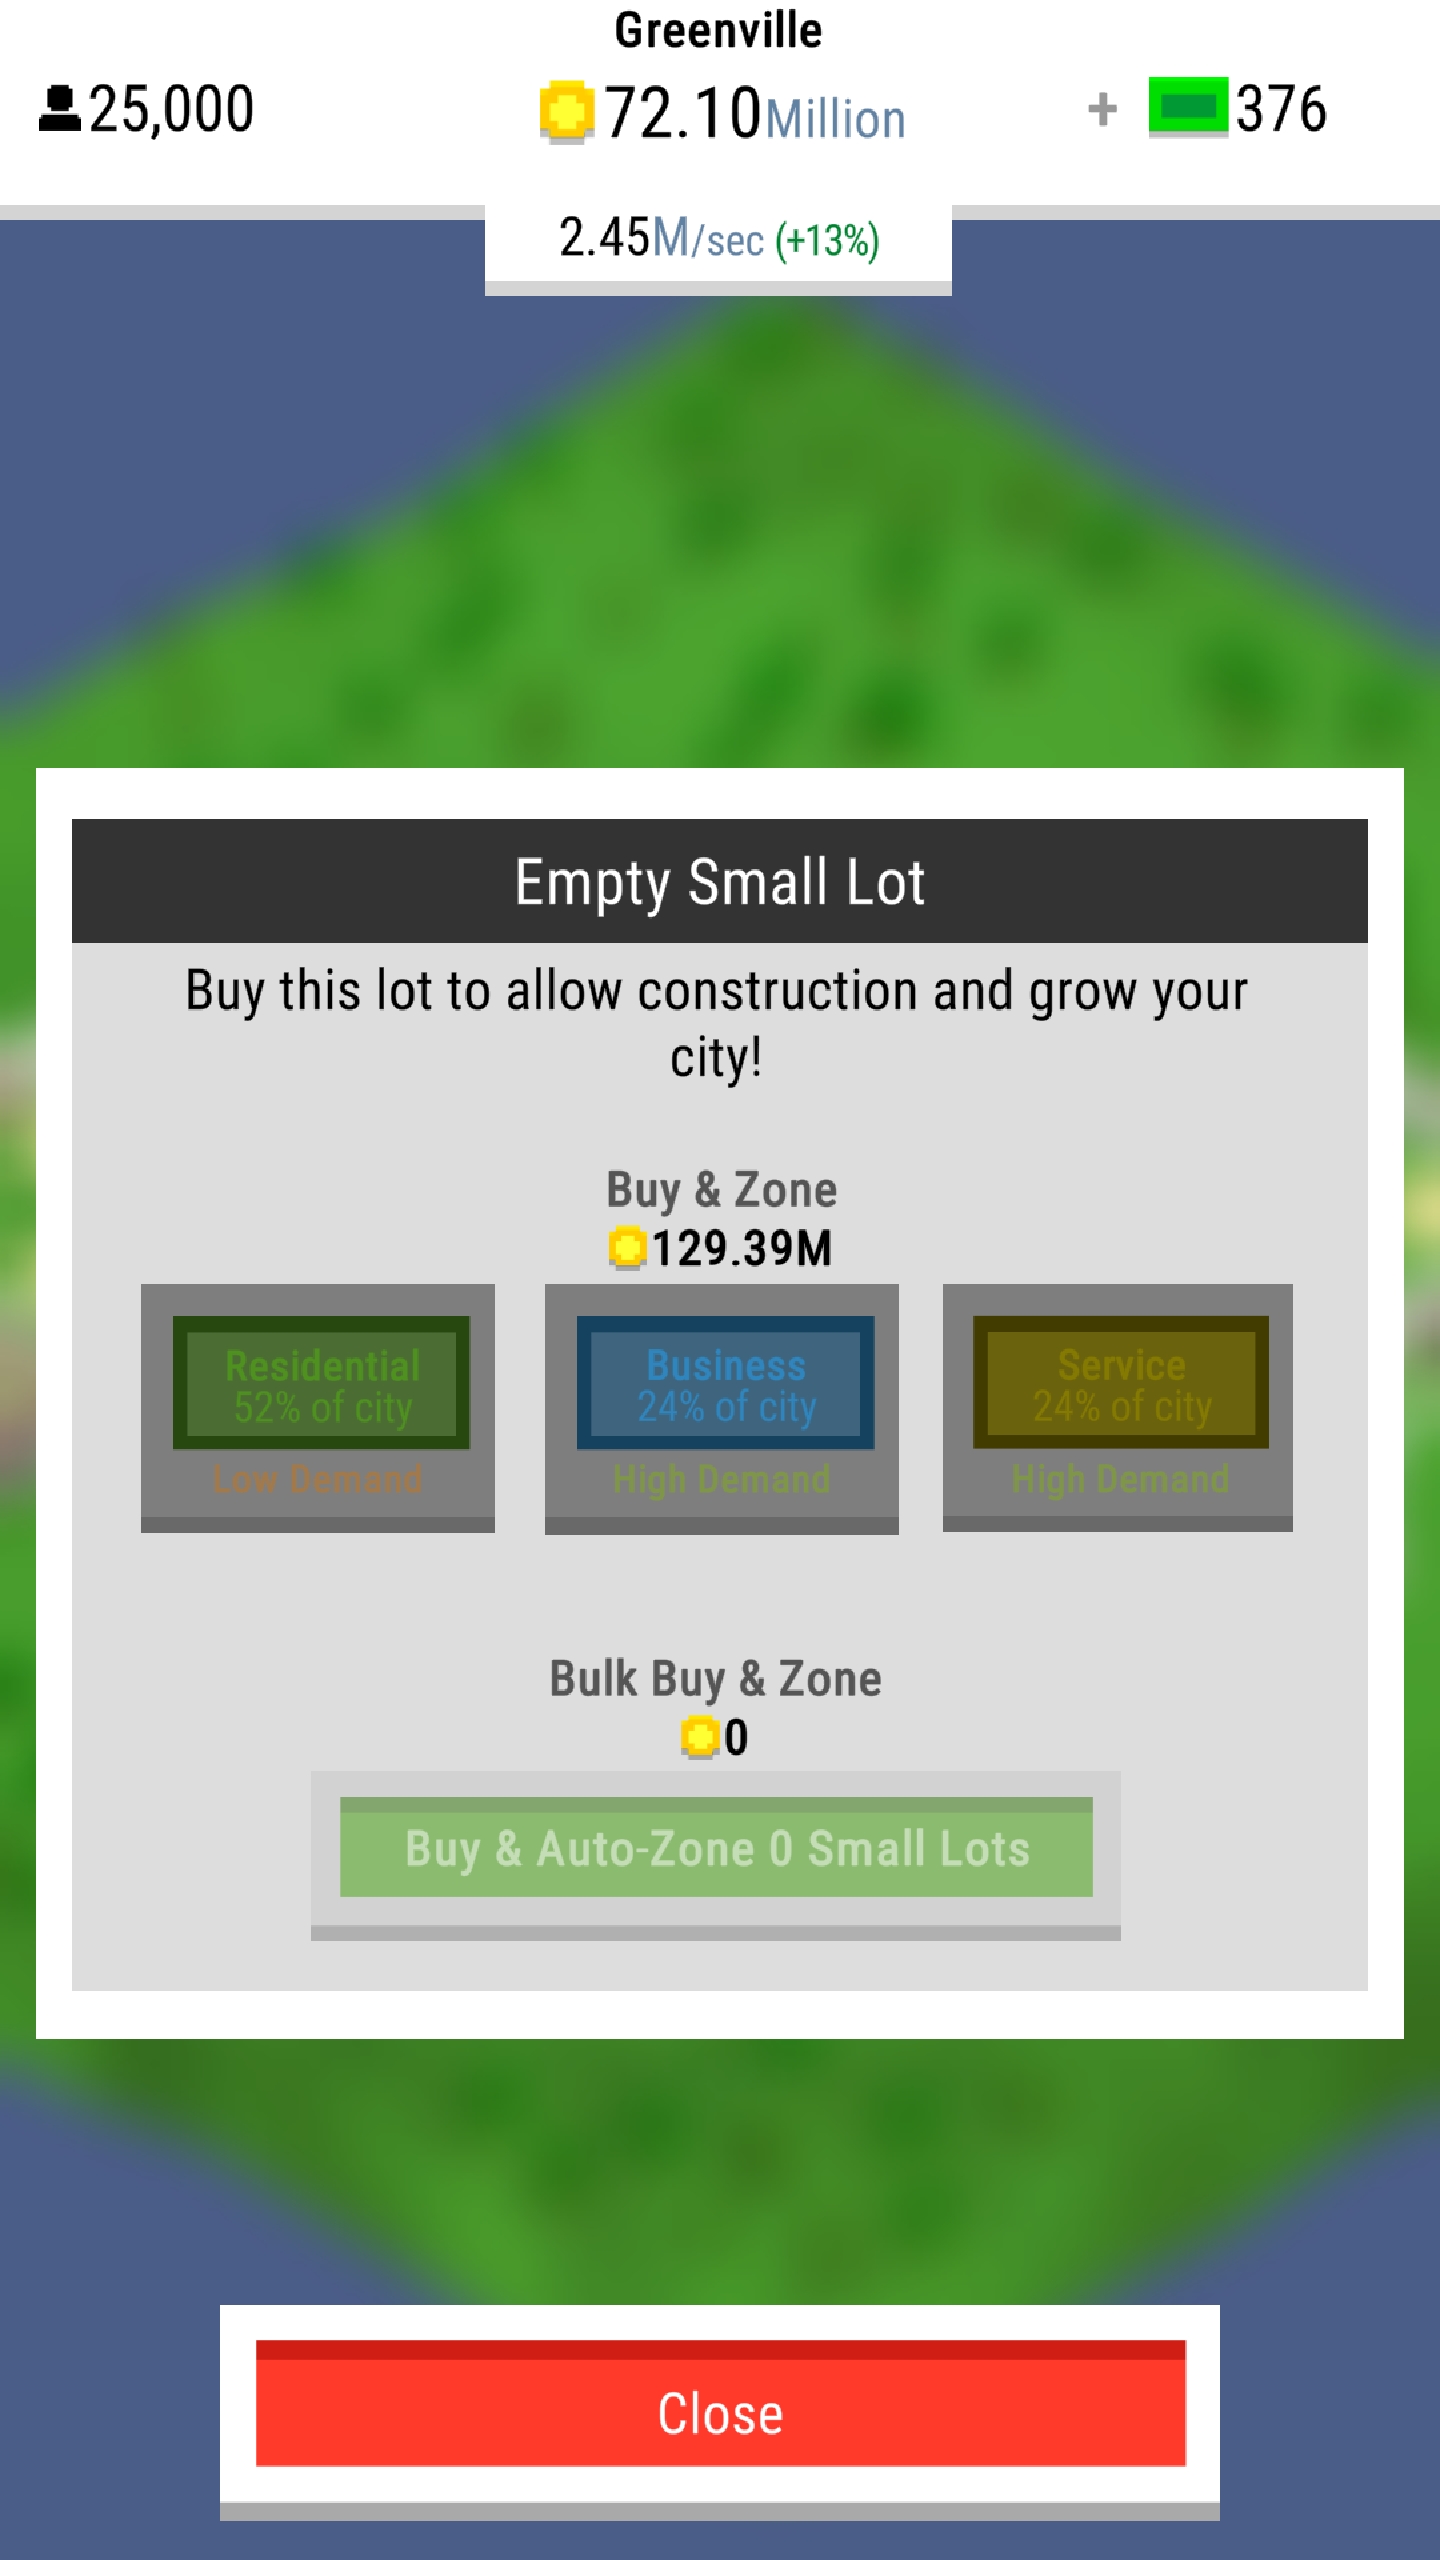 Greenville
25,000
72.10Million
+ 376
2.45M/sec (+13%)
Empty Small Lot
Buy this lot to allow construction and grow your
city!
Buy & Zone
129.39M
Residential
52% of city
Low Demand
Business
24% of city
High Demand
Service
24% of city
High Demand
Bulk Buy & Zone
0
Buy & Auto-Zone 0 Small Lots
Close